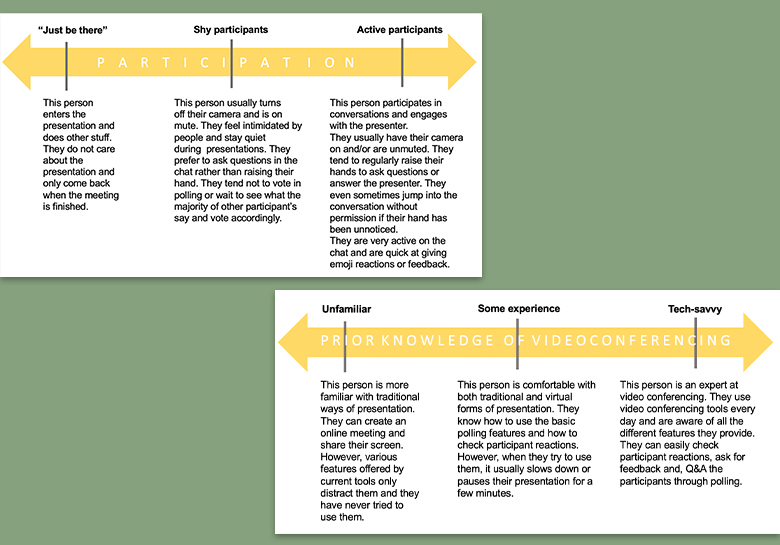 “Just be there”
Shy participants
Active participants
PARTICIPATION
This person
enters the
presentation and
does other stuff.
They do not care
about the
presentation and
only come back
when the meeting
is finished.
This person usually turns
off their camera and is on
mute. They feel intimidated by
people and stay quiet
during presentations. They
prefer to ask questions in the
chat rather than raising their
hand. They tend not to vote in
polling or wait to see what the
majority of other participant's
say and vote accordingly.
This person participates in
conversations and engages
with the presenter.
They usually have their camera
on and/or are unmuted. They
tend to regularly raise their
hands to ask questions or
answer the presenter. They
even sometimes jump into the
conversation without
permission if their hand has
been unnoticed.
They are very active on the
chat and are quick at giving
emoji reactions or feedback.
Unfamiliar
Some experience
Tech-savvy
PRIOR KNOWLEDGE OF VIDEOCONFERENCING
This person is more
familiar with traditional
ways of presentation.
They can create an
online meeting and
share their screen.
However, various
features offered by
current tools only
distract them and they
have never tried to
use them.
This person is comfortable with
both traditional and virtual
forms of presentation. They
know how to use the basic
polling features and how to
check participant reactions.
However, when they try to use
them, it usually slows down or
pauses their presentation for a
few minutes.
This person is an expert at
video conferencing. They use
video conferencing tools every
day and are aware of all the
different features they provide.
They can easily check
participant reactions, ask for
feedback and, Q&A the
participants through polling.